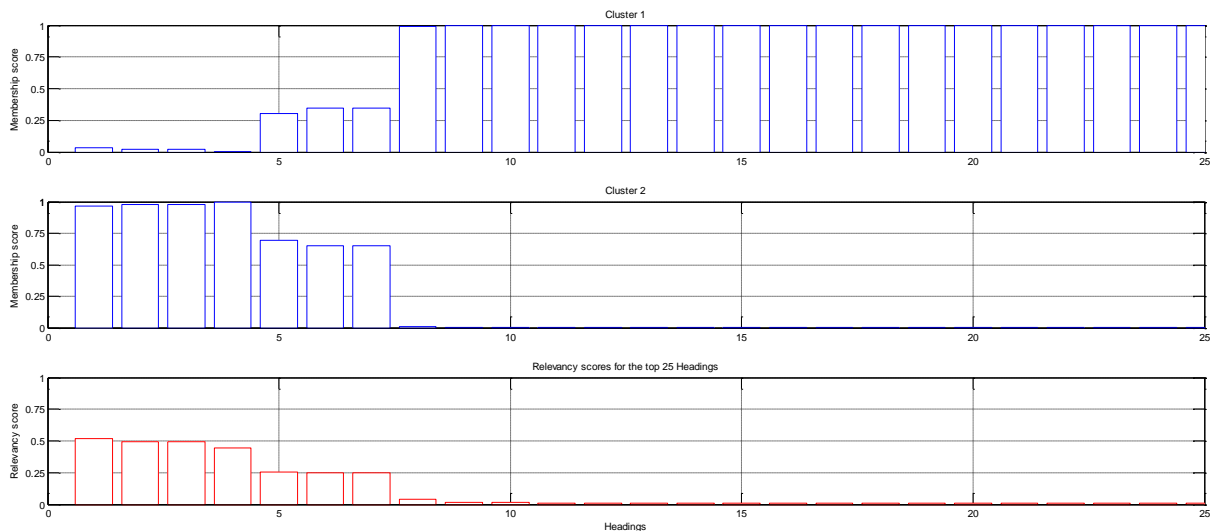 Cluster 1
1
0.75
0.5
0.25
0
Membership score
0 5 10 15 20 25
Cluster 2
1
0.75
0.5
0.25
0
Membership score
0 5 10 15 20 25
Relevancy scores for the top 25 Headings
1
0.75
0.5
0.25
0
Relevancy score
0 5 10 15 20 25
Headings